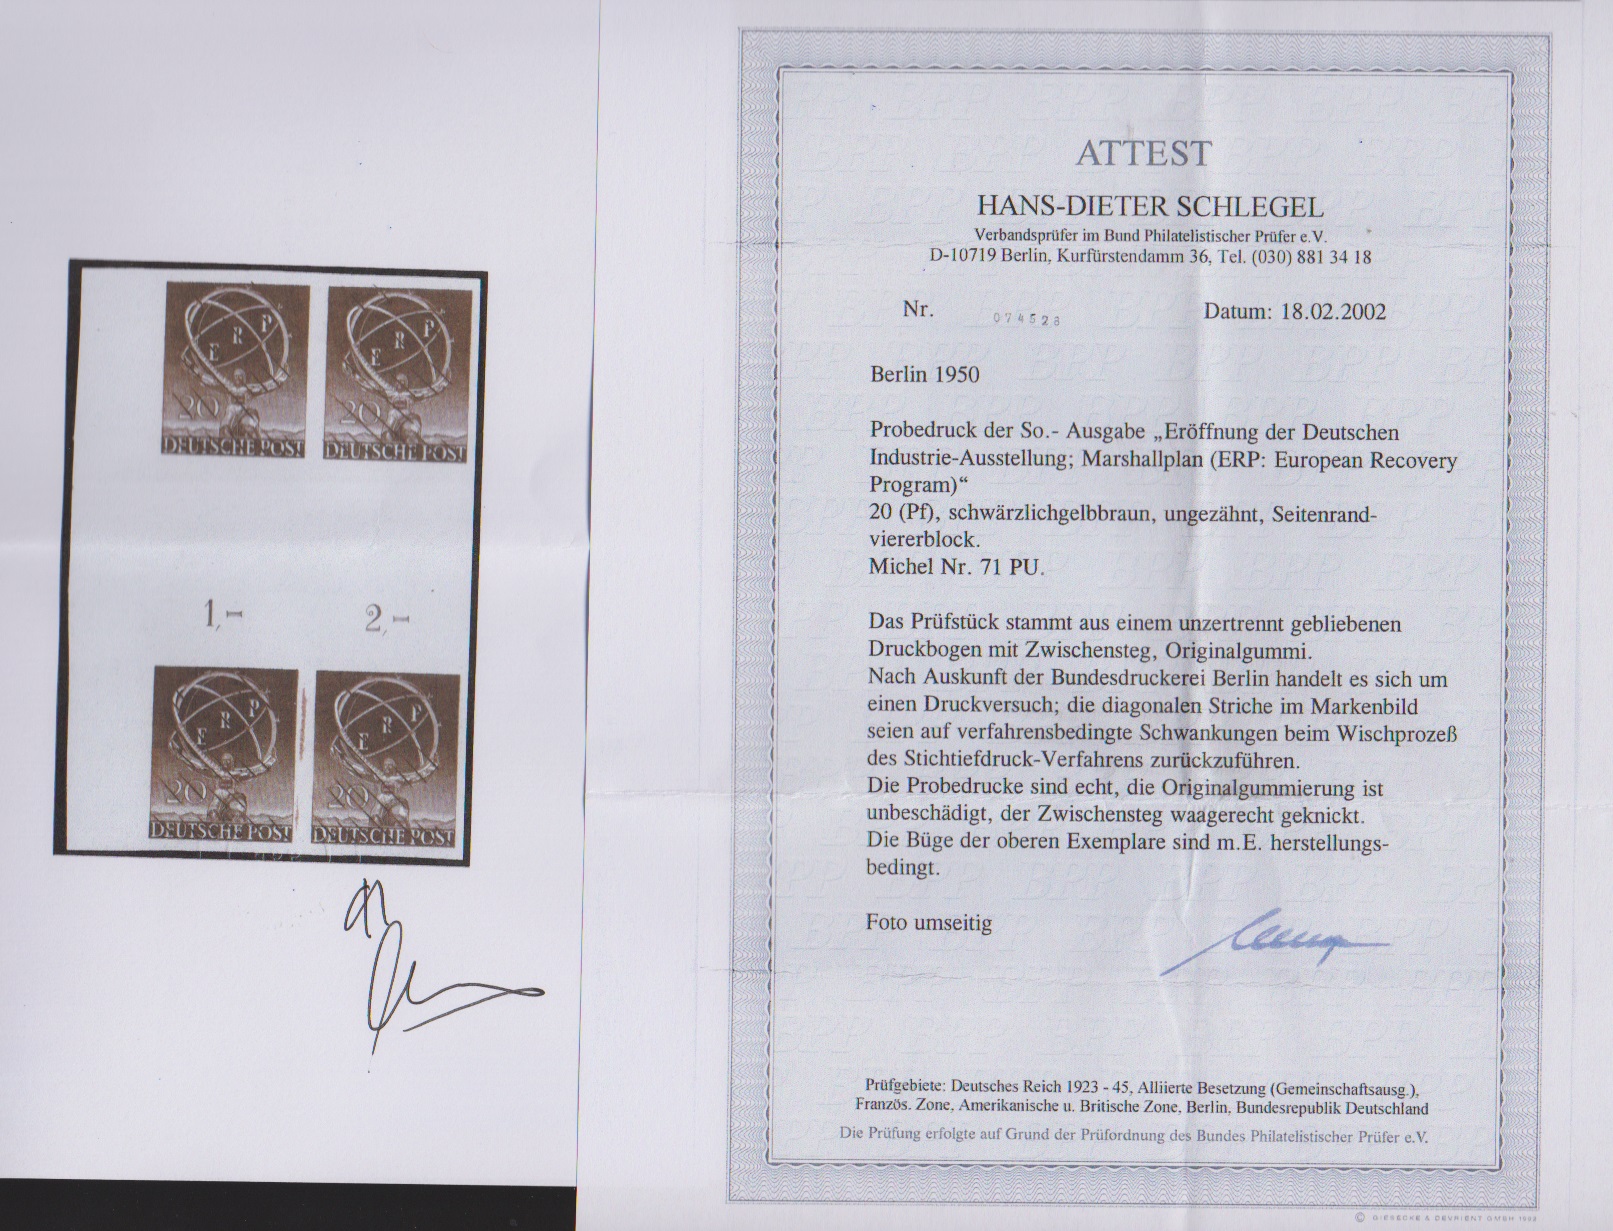 E R P
20
DEUTSCHE POST
E R P
20
DEUTSCHE POST
1,- 2,-
E R P
20
DEUTSCHE POST
E R P
20
DEUTSCHE POST
ATTEST
HANS-DIETER SCHLEGEL
Verbandsprüfer im Bund Philatelistischer Prüfer e.V.
D-10719 Berlin, Kurfürstendamm 36, Tel. (030) 881 34 18
Nr. 074528 Datum: 18.02.2002
Berlin 1950
Probedruck der So.- Ausgabe „Eröffnung der Deutschen
Industrie-Ausstellung; Marshallplan (ERP: European Recovery
Program)“
20 (Pf), schwärzlichgelbbraun, ungezähnt, Seitenrand-
viererblock.
Michel Nr. 71 PU.
Das Prüfstück stammt aus einem unzertrennt gebliebenen
Druckbogen mit Zwischensteg, Originalgummi.
Nach Auskunft der Bundesdruckerei Berlin handelt es sich um
einen Druckversuch; die diagonalen Striche im Markenbild
seien auf verfahrensbedingte Schwankungen beim Wischprozeß
des Stichtiefdruck-Verfahrens zurückzuführen.
Die Probedrucke sind echt, die Originalgummierung ist
unbeschädigt, der Zwischensteg waagerecht geknickt.
Die Büge der oberen Exemplare sind m.E. herstellungs-
bedingt.
Foto umseitig
Prüfgebiete: Deutsches Reich 1923 - 45, Alliierte Besetzung (Gemeinschaftsausg.),
Französ. Zone, Amerikanische u. Britische Zone, Berlin, Bundesrepublik Deutschland
Die Prüfung erfolgte auf Grund der Prüfordnung des Bundes Philatelistischer Prüfer e.V.
© GIESECKE & DEVRIENT GMBH